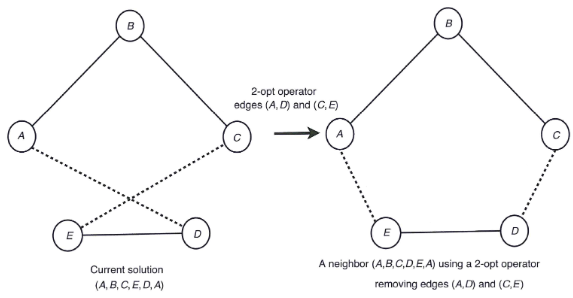 B
A
C
E
D
Current solution
(A,B,C,E,D,A)
2-opt operator
edges (A,D) and (C,E)
B
A
C
E
D
A neighbor (A,B,C,D,E,A) using a 2-opt operator
removing edges (A,D) and (C,E)